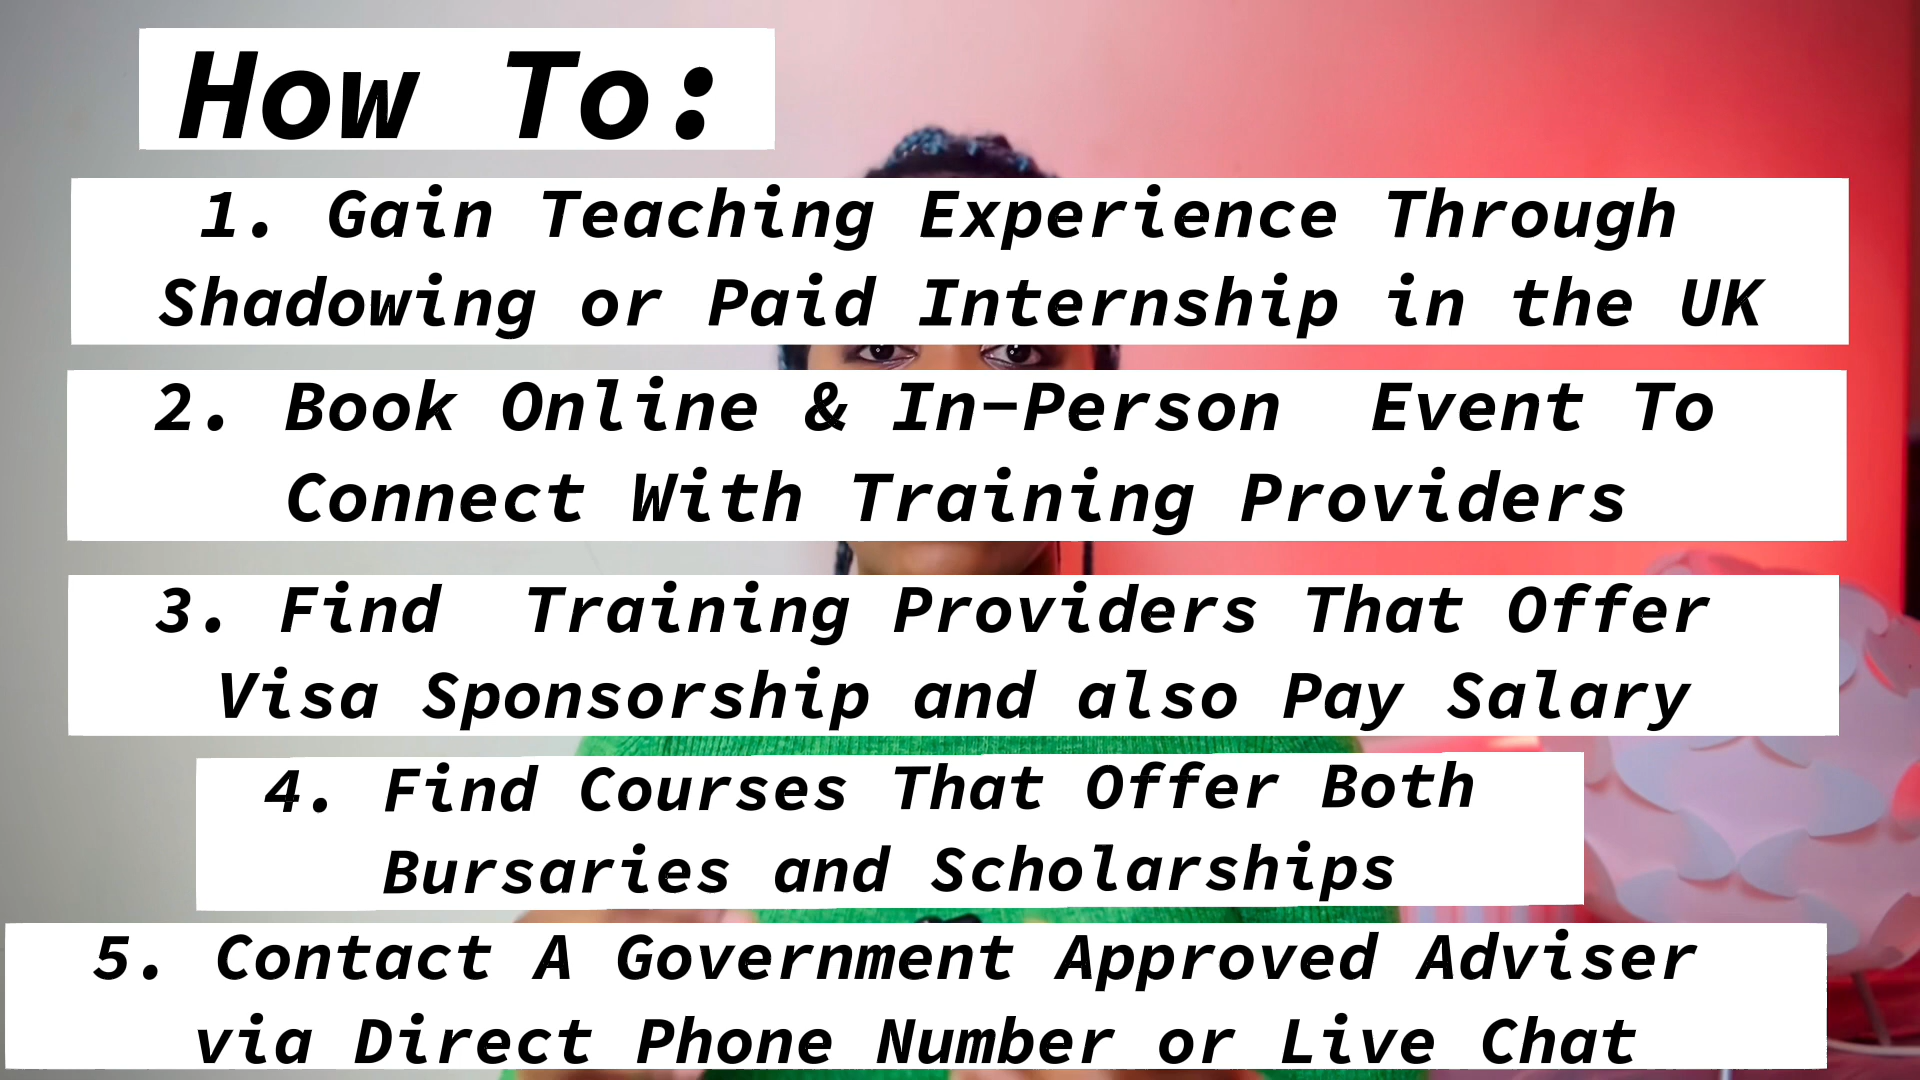 How To:
1. Gain Teaching Experience Through
Shadowing or Paid Internship in the UK
2. Book Online & In-Person Event To
Connect With Training Providers
3. Find Training Providers That Offer
Visa Sponsorship and also Pay Salary
4. Find Courses That Offer Both
Bursaries and Scholarships
5. Contact A Government Approved Adviser
via Direct Phone Number or Live Chat